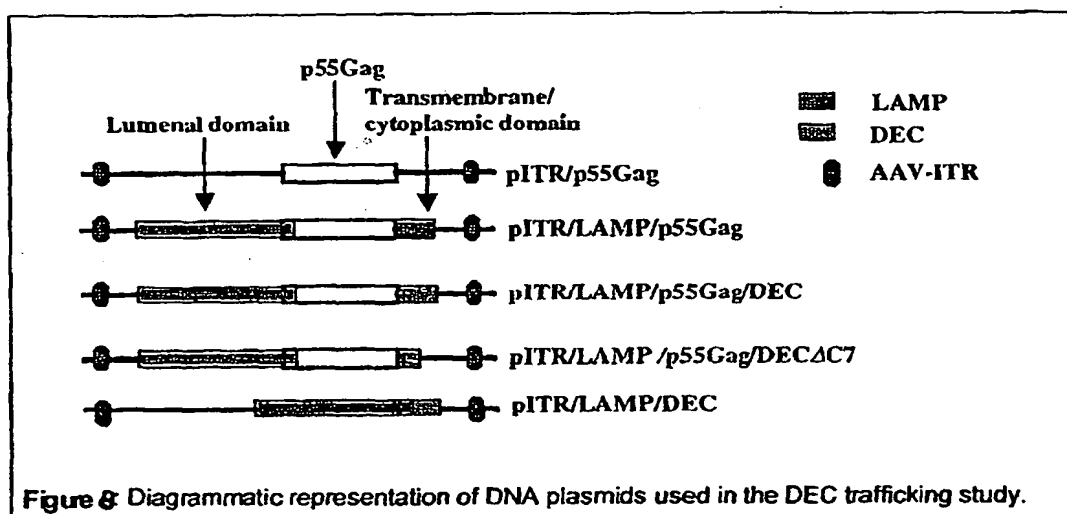 p55Gag
Transmembrane/
cytoplasmic domain
Lumenal domain
LAMP
DEC
AAV-ITR
pITR/p55Gag
pITR/LAMP/p55Gag
pITR/LAMP/p55Gag/DEC
pITR/LAMP/p55Gag/DECΔC7
pITR/LAMP/DEC
Figure 8: Diagrammatic representation of DNA plasmids used in the DEC trafficking study.